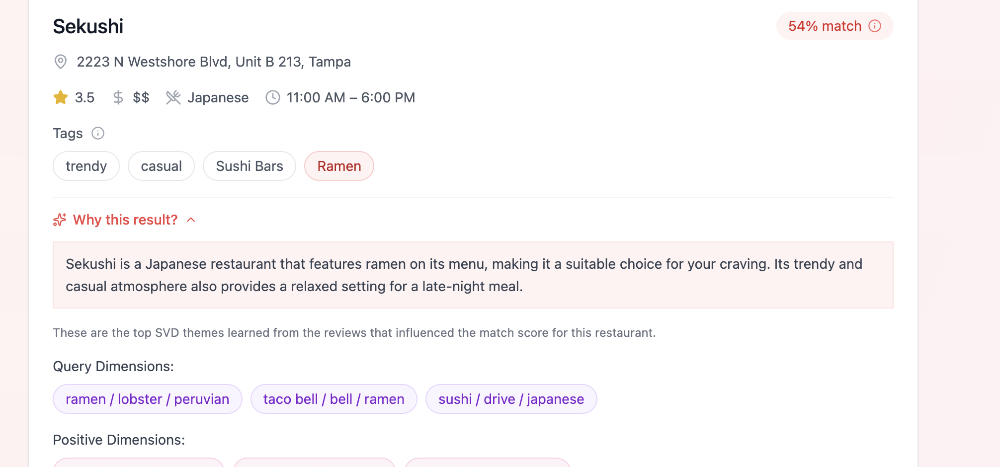 Sekushi
54% match
2223 N Westshore Blvd, Unit B 213, Tampa
3.5 $ $$ Japanese 11:00 AM – 6:00 PM
Tags
trendy casual Sushi Bars Ramen
Why this result?
Sekushi is a Japanese restaurant that features ramen on its menu, making it a suitable choice for your craving. Its trendy and
casual atmosphere also provides a relaxed setting for a late-night meal.
These are the top SVD themes learned from the reviews that influenced the match score for this restaurant.
Query Dimensions:
ramen / lobster / peruvian taco bell / bell / ramen sushi / drive / japanese
Positive Dimensions: